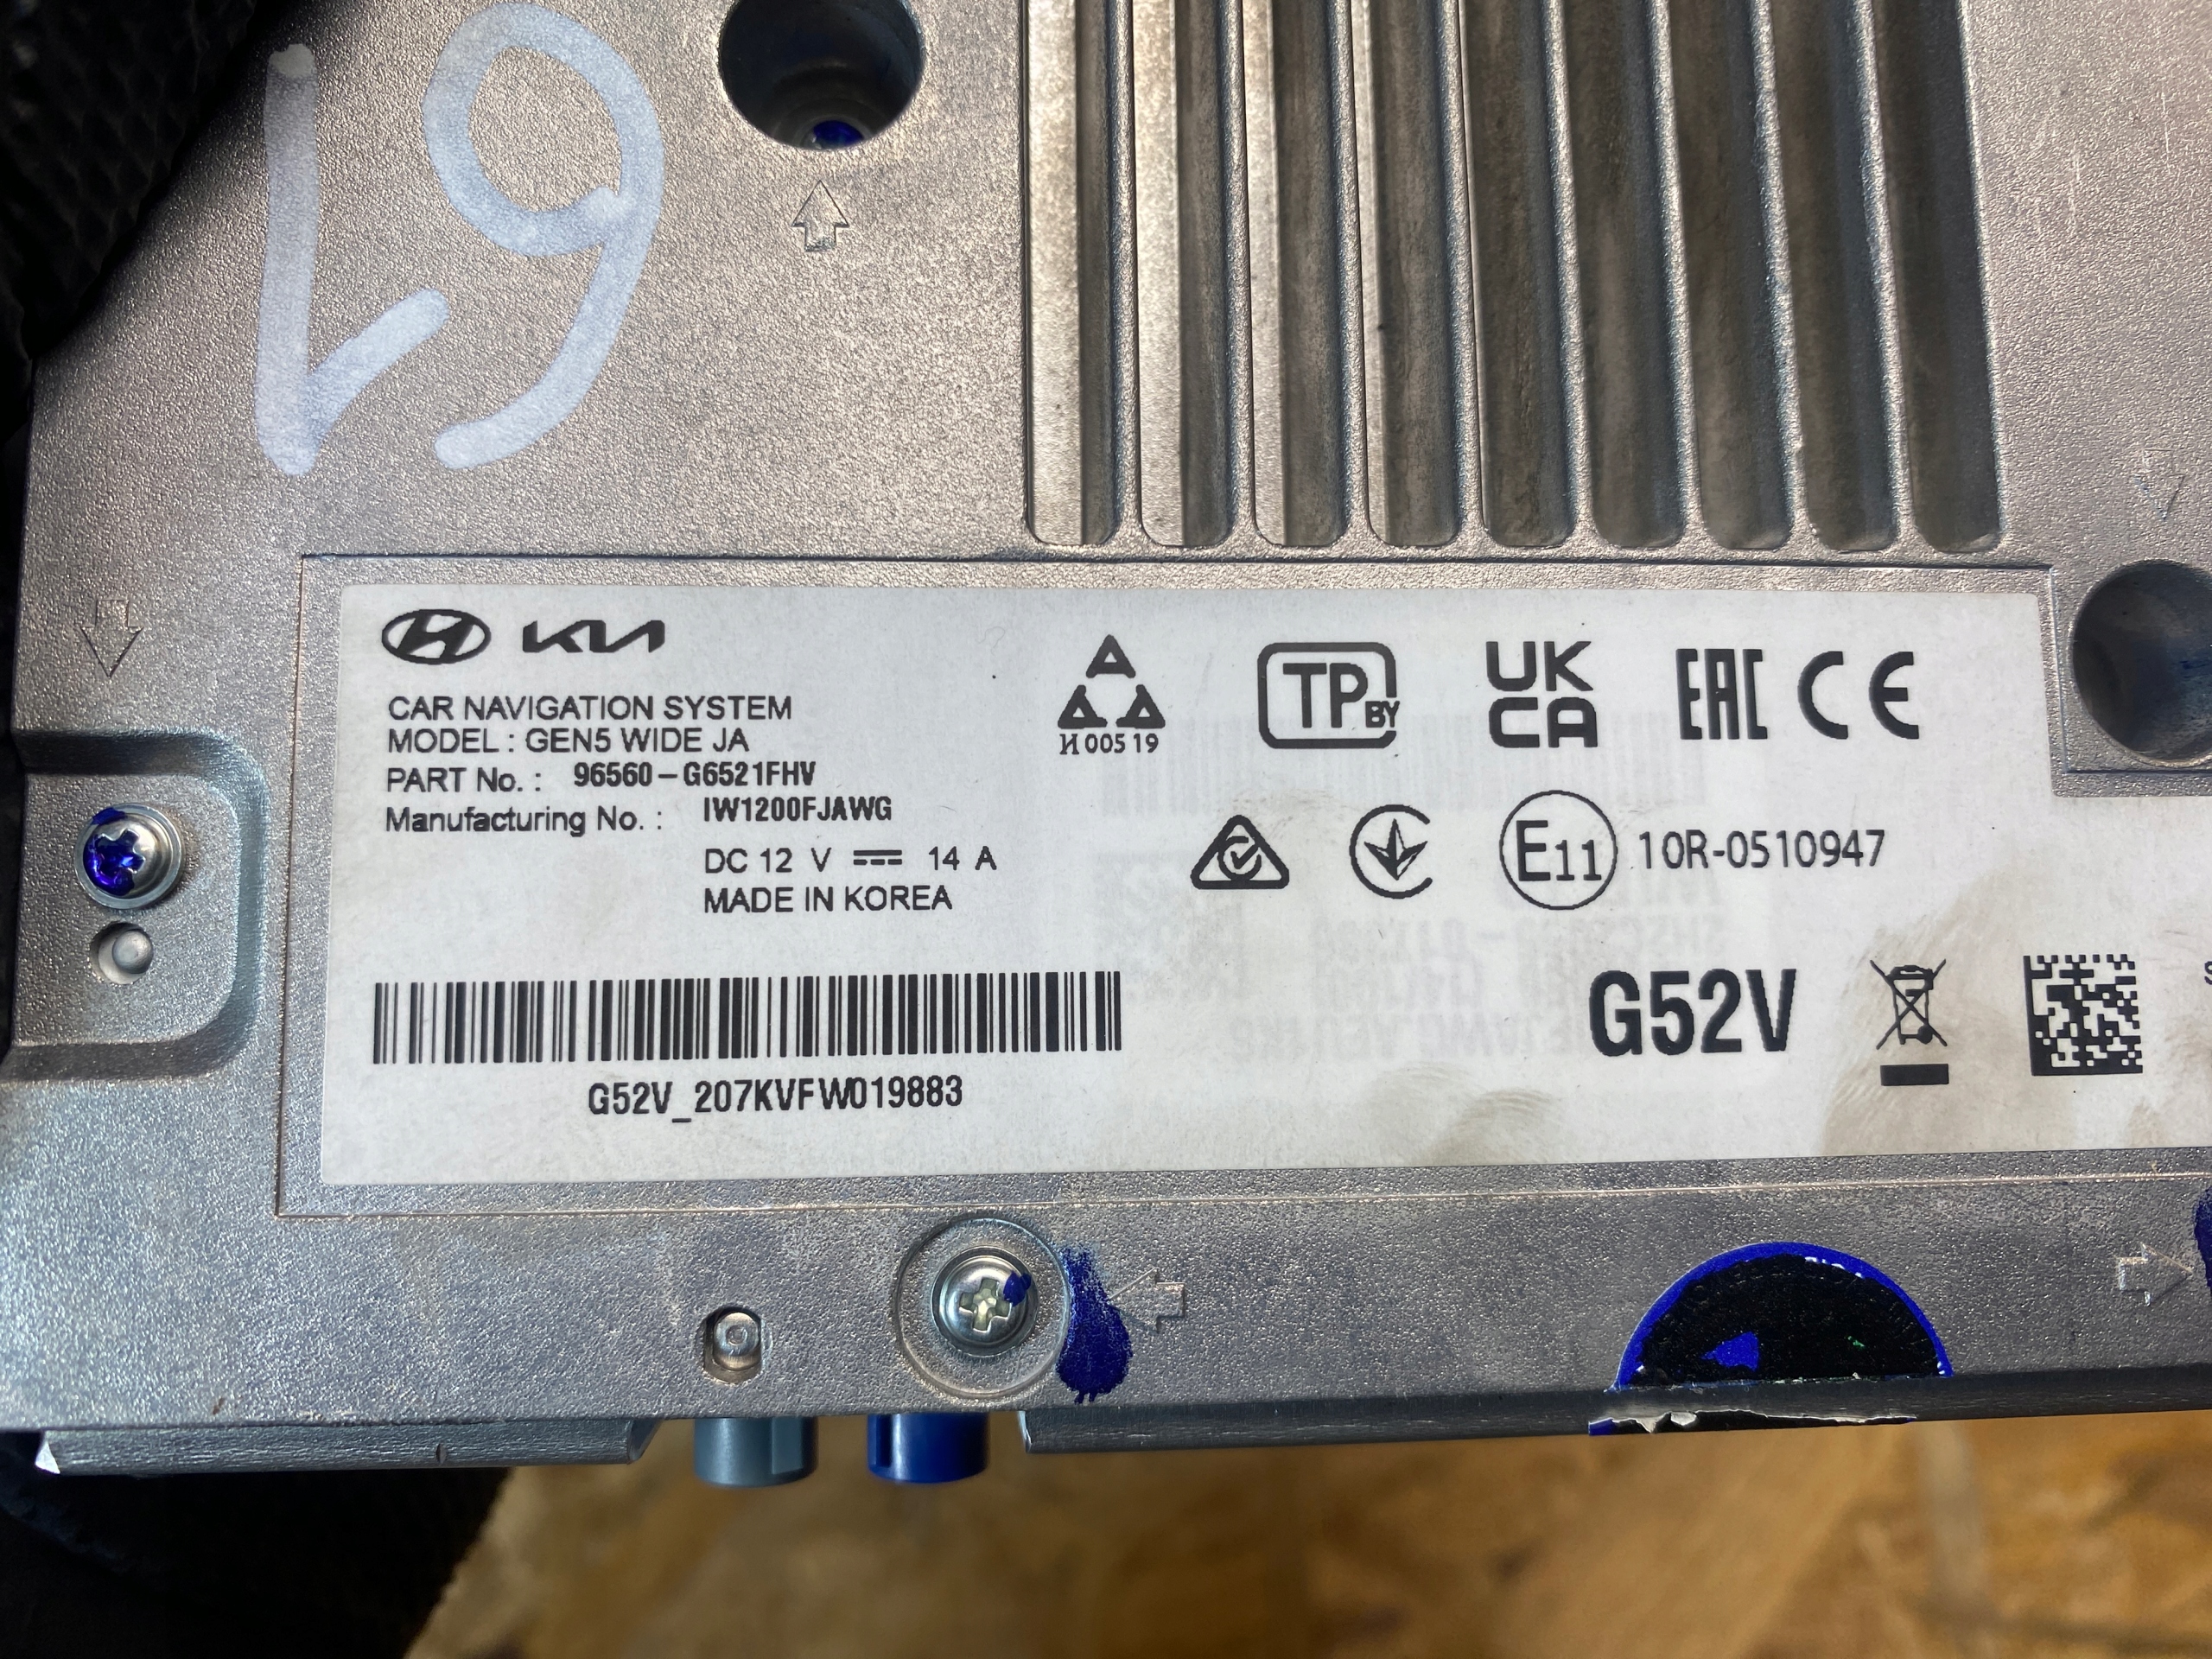 KIA
CAR NAVIGATION SYSTEM
MODEL : GEN5 WIDE JA
PART No. : 96560-G6521FHV
Manufacturing No. : IW1200FJAWG
DC 12 V ⎓ 14 A
MADE IN KOREA
G52V_207KVFW019883
И 005 19
TP BY
UK
CA
EAC CE
E11 10R-0510947
G52V